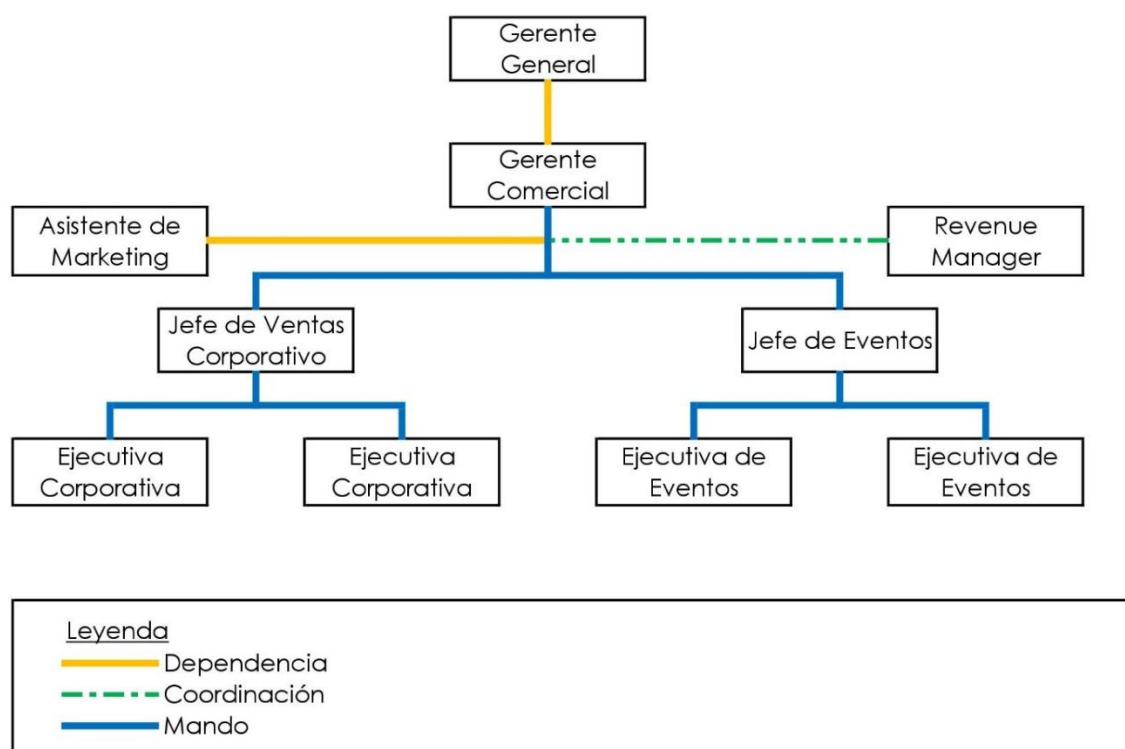 Gerente
General
Gerente
Comercial
Asistente de
Marketing
Revenue
Manager
Jefe de Ventas
Corporativo
Jefe de Eventos
Ejecutiva
Corporativa
Ejecutiva
Corporativa
Ejecutiva de
Eventos
Ejecutiva de
Eventos
Leyenda
Dependencia
Coordinación
Mando